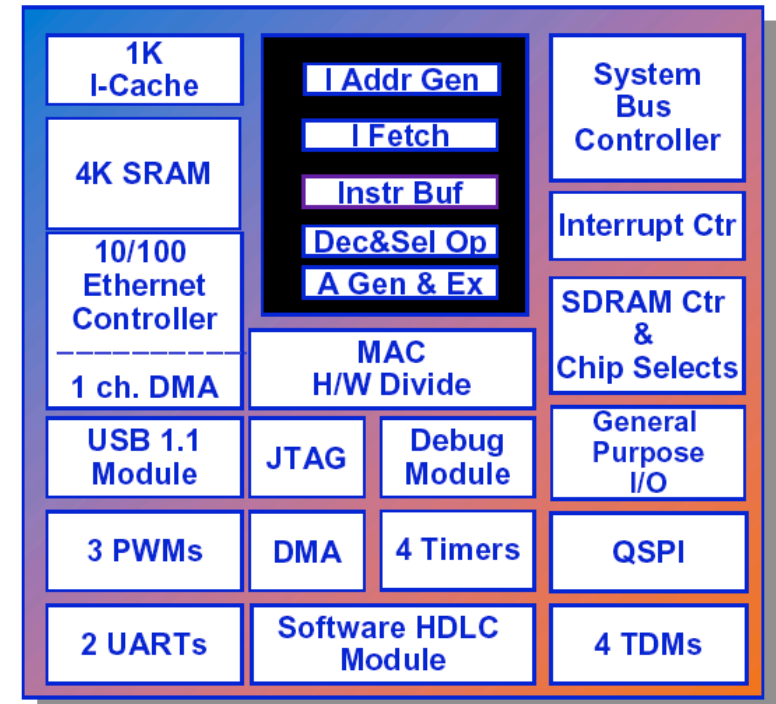 1K
I-Cache
4K SRAM
10/100
Ethernet
Controller
1 ch. DMA
USB 1.1
Module
3 PWMs
2 UARTs
I Addr Gen
I Fetch
Instr Buf
Dec&Sel Op
A Gen & Ex
MAC
H/W Divide
JTAG
Debug
Module
DMA
4 Timers
Software HDLC
Module
System
Bus
Controller
Interrupt Ctr
SDRAM Ctr
&
Chip Selects
General
Purpose
I/O
QSPI
4 TDMs